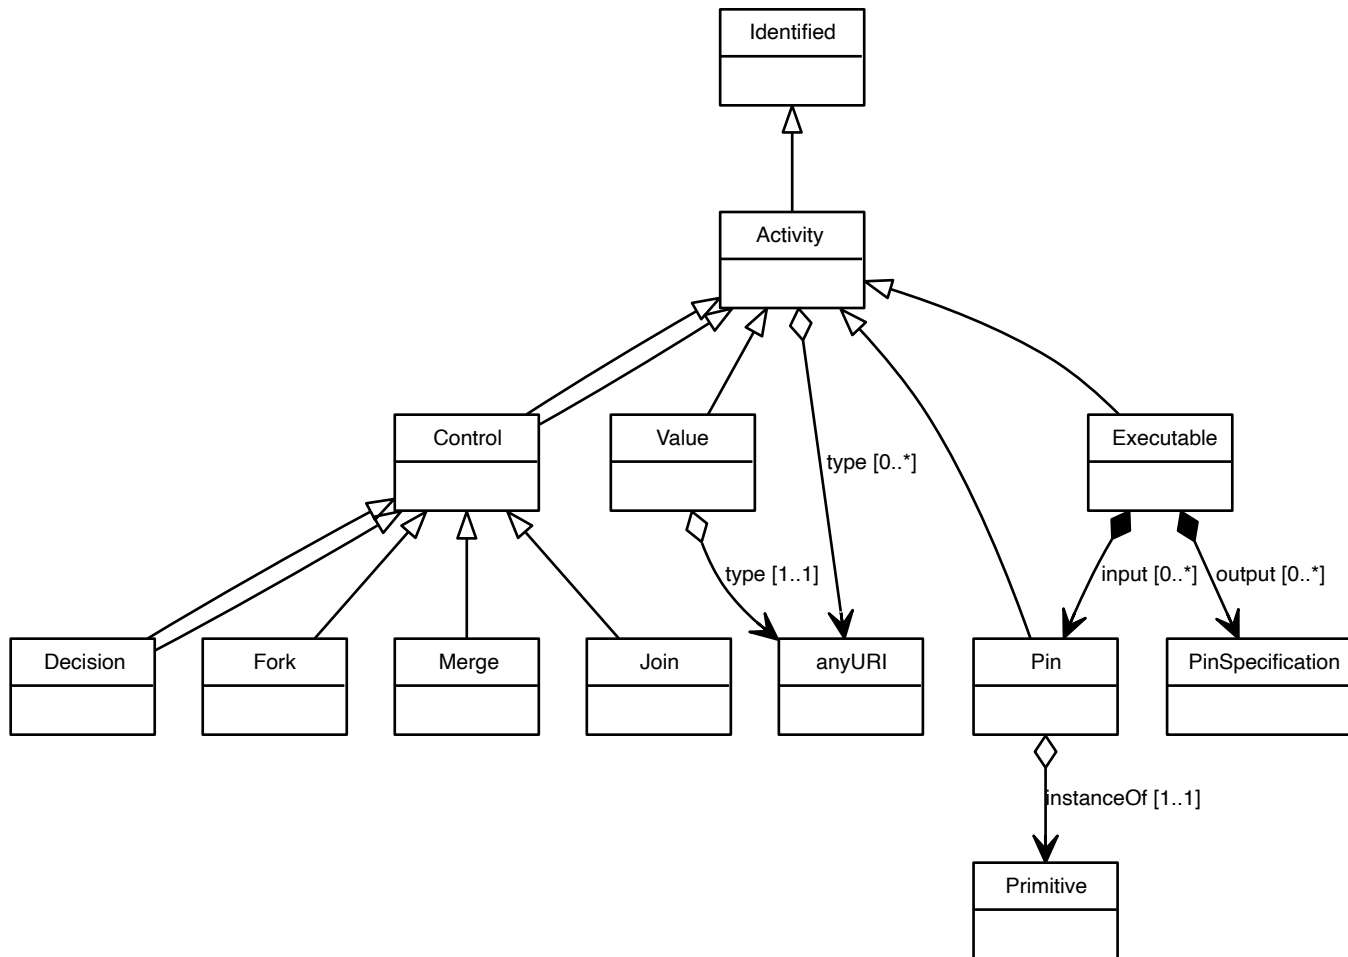 Identified
Activity
Control
Value
Executable
type [0..*]
type [1..1]
input [0..*]
output [0..*]
Decision
Fork
Merge
Join
anyURI
Pin
PinSpecification
instanceOf [1..1]
Primitive